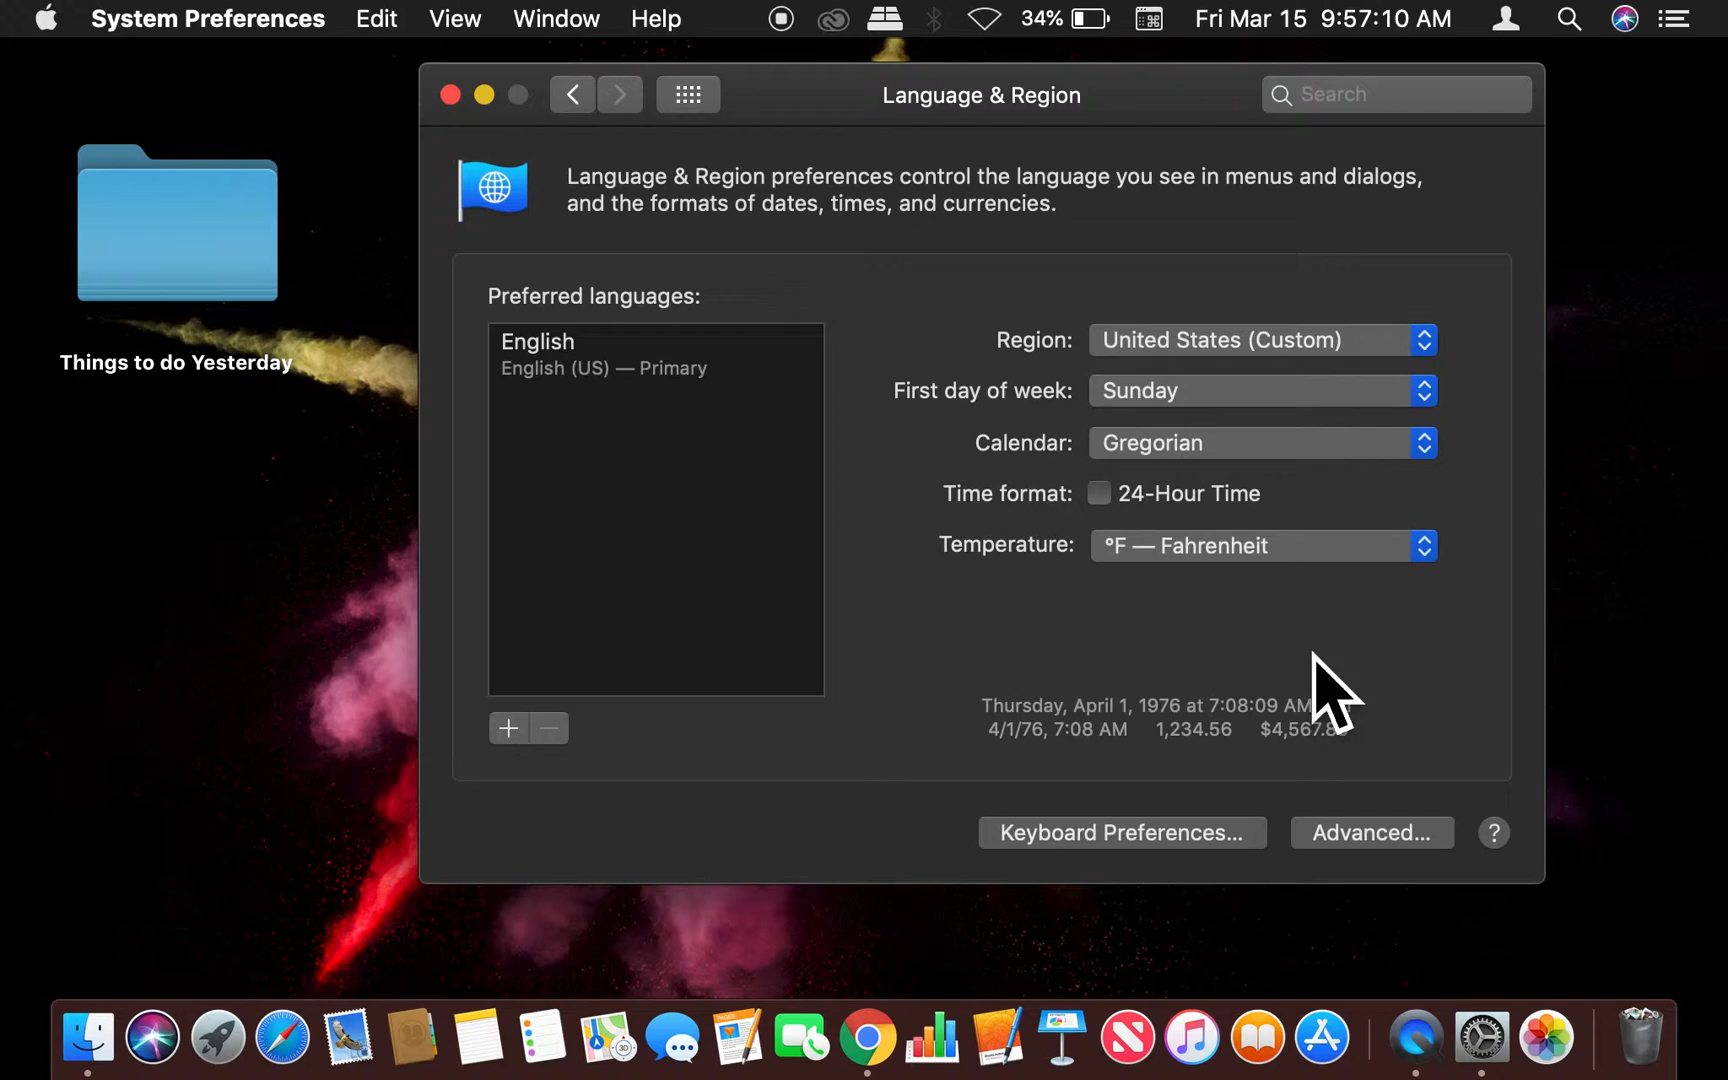 System Preferences Edit View Window Help 34% Fri Mar 15 9:57:10 AM
Language & Region
Search
Language & Region preferences control the language you see in menus and dialogs,
and the formats of dates, times, and currencies.
Things to do Yesterday
Preferred languages:
English
English (US) — Primary
Region: United States (Custom)
First day of week: Sunday
Calendar: Gregorian
Time format: 24-Hour Time
Temperature: °F — Fahrenheit
Thursday, April 1, 1976 at 7:08:09 AM
4/1/76, 7:08 AM 1,234.56
+ −
Keyboard Preferences... Advanced... ?